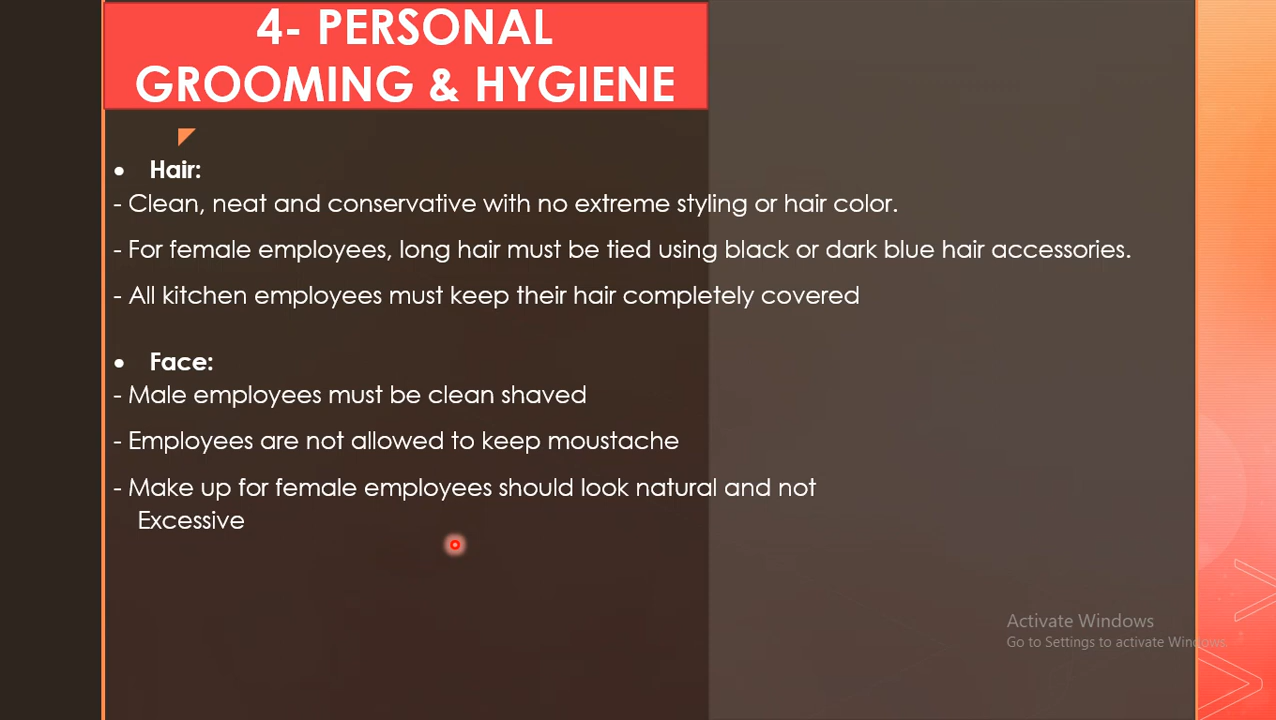 4- PERSONAL
GROOMING & HYGIENE
• Hair:
- Clean, neat and conservative with no extreme styling or hair color.
- For female employees, long hair must be tied using black or dark blue hair accessories.
- All kitchen employees must keep their hair completely covered
• Face:
- Male employees must be clean shaved
- Employees are not allowed to keep moustache
- Make up for female employees should look natural and not
Excessive
Activate Windows
Go to Settings to activate Windows.